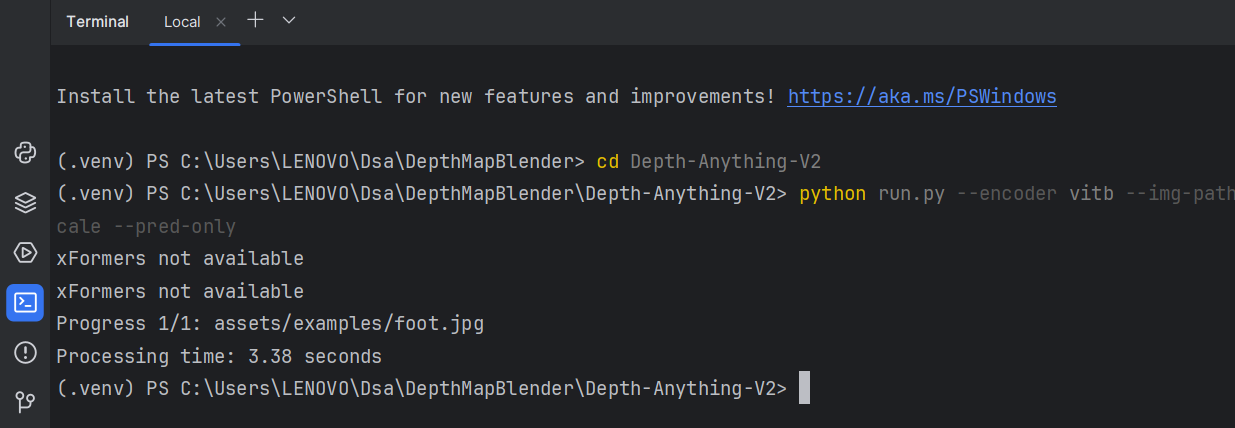 Terminal Local
Install the latest PowerShell for new features and improvements! https://aka.ms/PSWindows
(.venv) PS C:\Users\LENOVO\Dsa\DepthMapBlender> cd Depth-Anything-V2
(.venv) PS C:\Users\LENOVO\Dsa\DepthMapBlender\Depth-Anything-V2> python run.py --encoder vitb --img-path
cale --pred-only
xFormers not available
xFormers not available
Progress 1/1: assets/examples/foot.jpg
Processing time: 3.38 seconds
(.venv) PS C:\Users\LENOVO\Dsa\DepthMapBlender\Depth-Anything-V2>